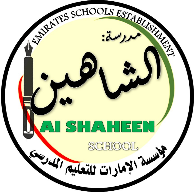 EMIRATES SCHOOLS ESTABLISHMENT
مدرسة:
الشاهين
Al SHAHEEN
SCHOOL
مؤسسة الإمارات للتعليم المدرسي